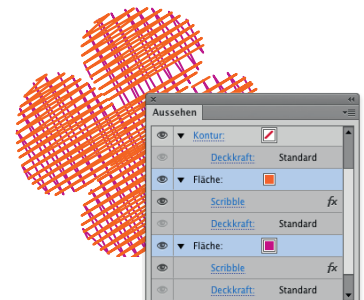 Aussehen
Kontur:
Deckkraft: Standard
Fläche:
Scribble fx
Deckkraft: Standard
Fläche:
Scribble fx
Deckkraft: Standard